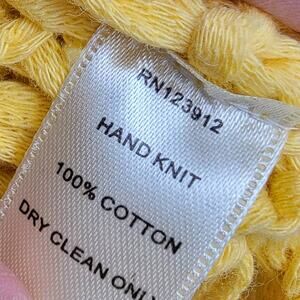 RN123912
HAND KNIT
100% COTTON
DRY CLEAN ONLY